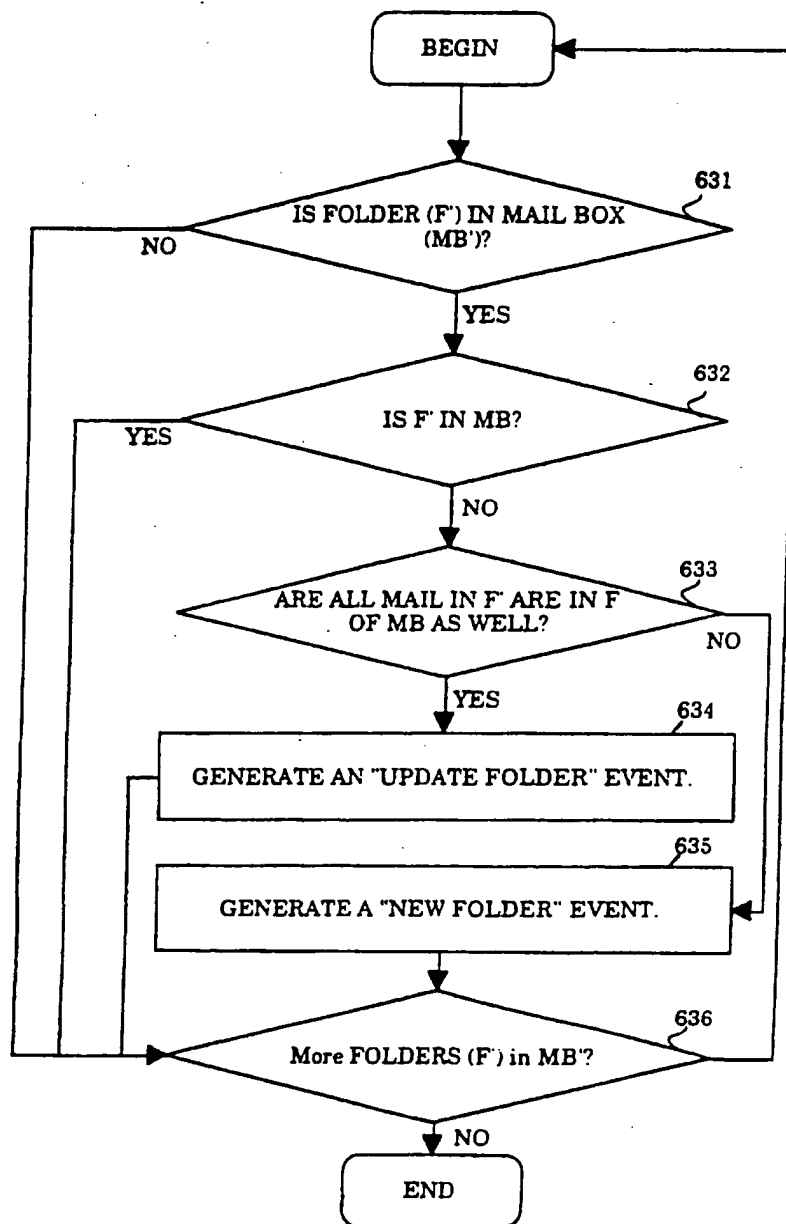 BEGIN
631
IS FOLDER (F') IN MAIL BOX
(MB')?
NO
YES
632
IS F' IN MB?
YES
NO
633
ARE ALL MAIL IN F' ARE IN F
OF MB AS WELL?
NO
YES
634
GENERATE AN "UPDATE FOLDER" EVENT.
635
GENERATE A "NEW FOLDER" EVENT.
636
More FOLDERS (F') in MB'?
NO
END